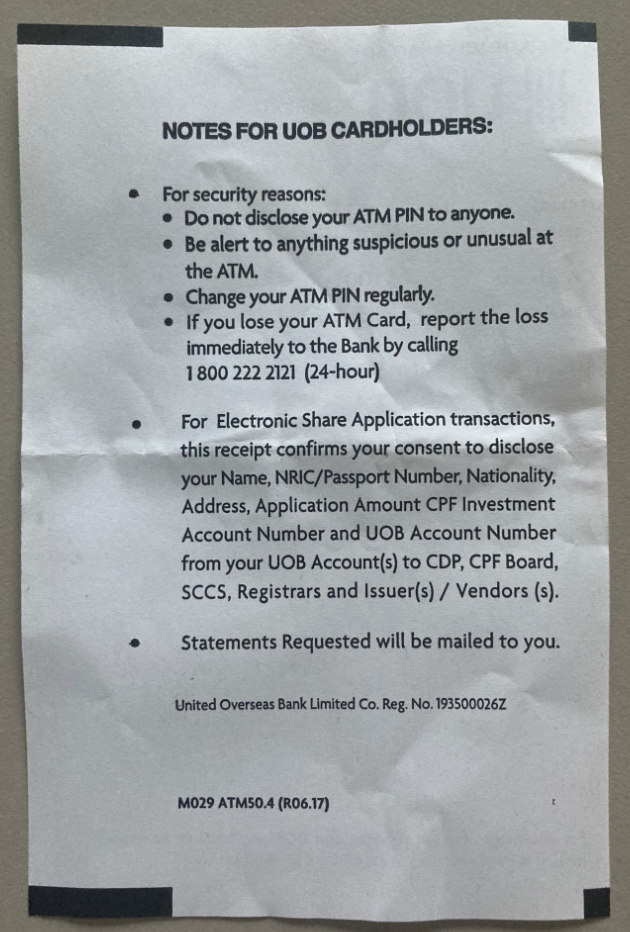 NOTES FOR UOB CARDHOLDERS:
• For security reasons:
• Do not disclose your ATM PIN to anyone.
• Be alert to anything suspicious or unusual at
the ATM.
• Change your ATM PIN regularly.
• If you lose your ATM Card, report the loss
immediately to the Bank by calling
1 800 222 2121 (24-hour)
• For Electronic Share Application transactions,
this receipt confirms your consent to disclose
your Name, NRIC/Passport Number, Nationality,
Address, Application Amount CPF Investment
Account Number and UOB Account Number
from your UOB Account(s) to CDP, CPF Board,
SCCS, Registrars and Issuer(s) / Vendors (s).
• Statements Requested will be mailed to you.
United Overseas Bank Limited Co. Reg. No. 193500026Z
M029 ATM50.4 (R06.17)